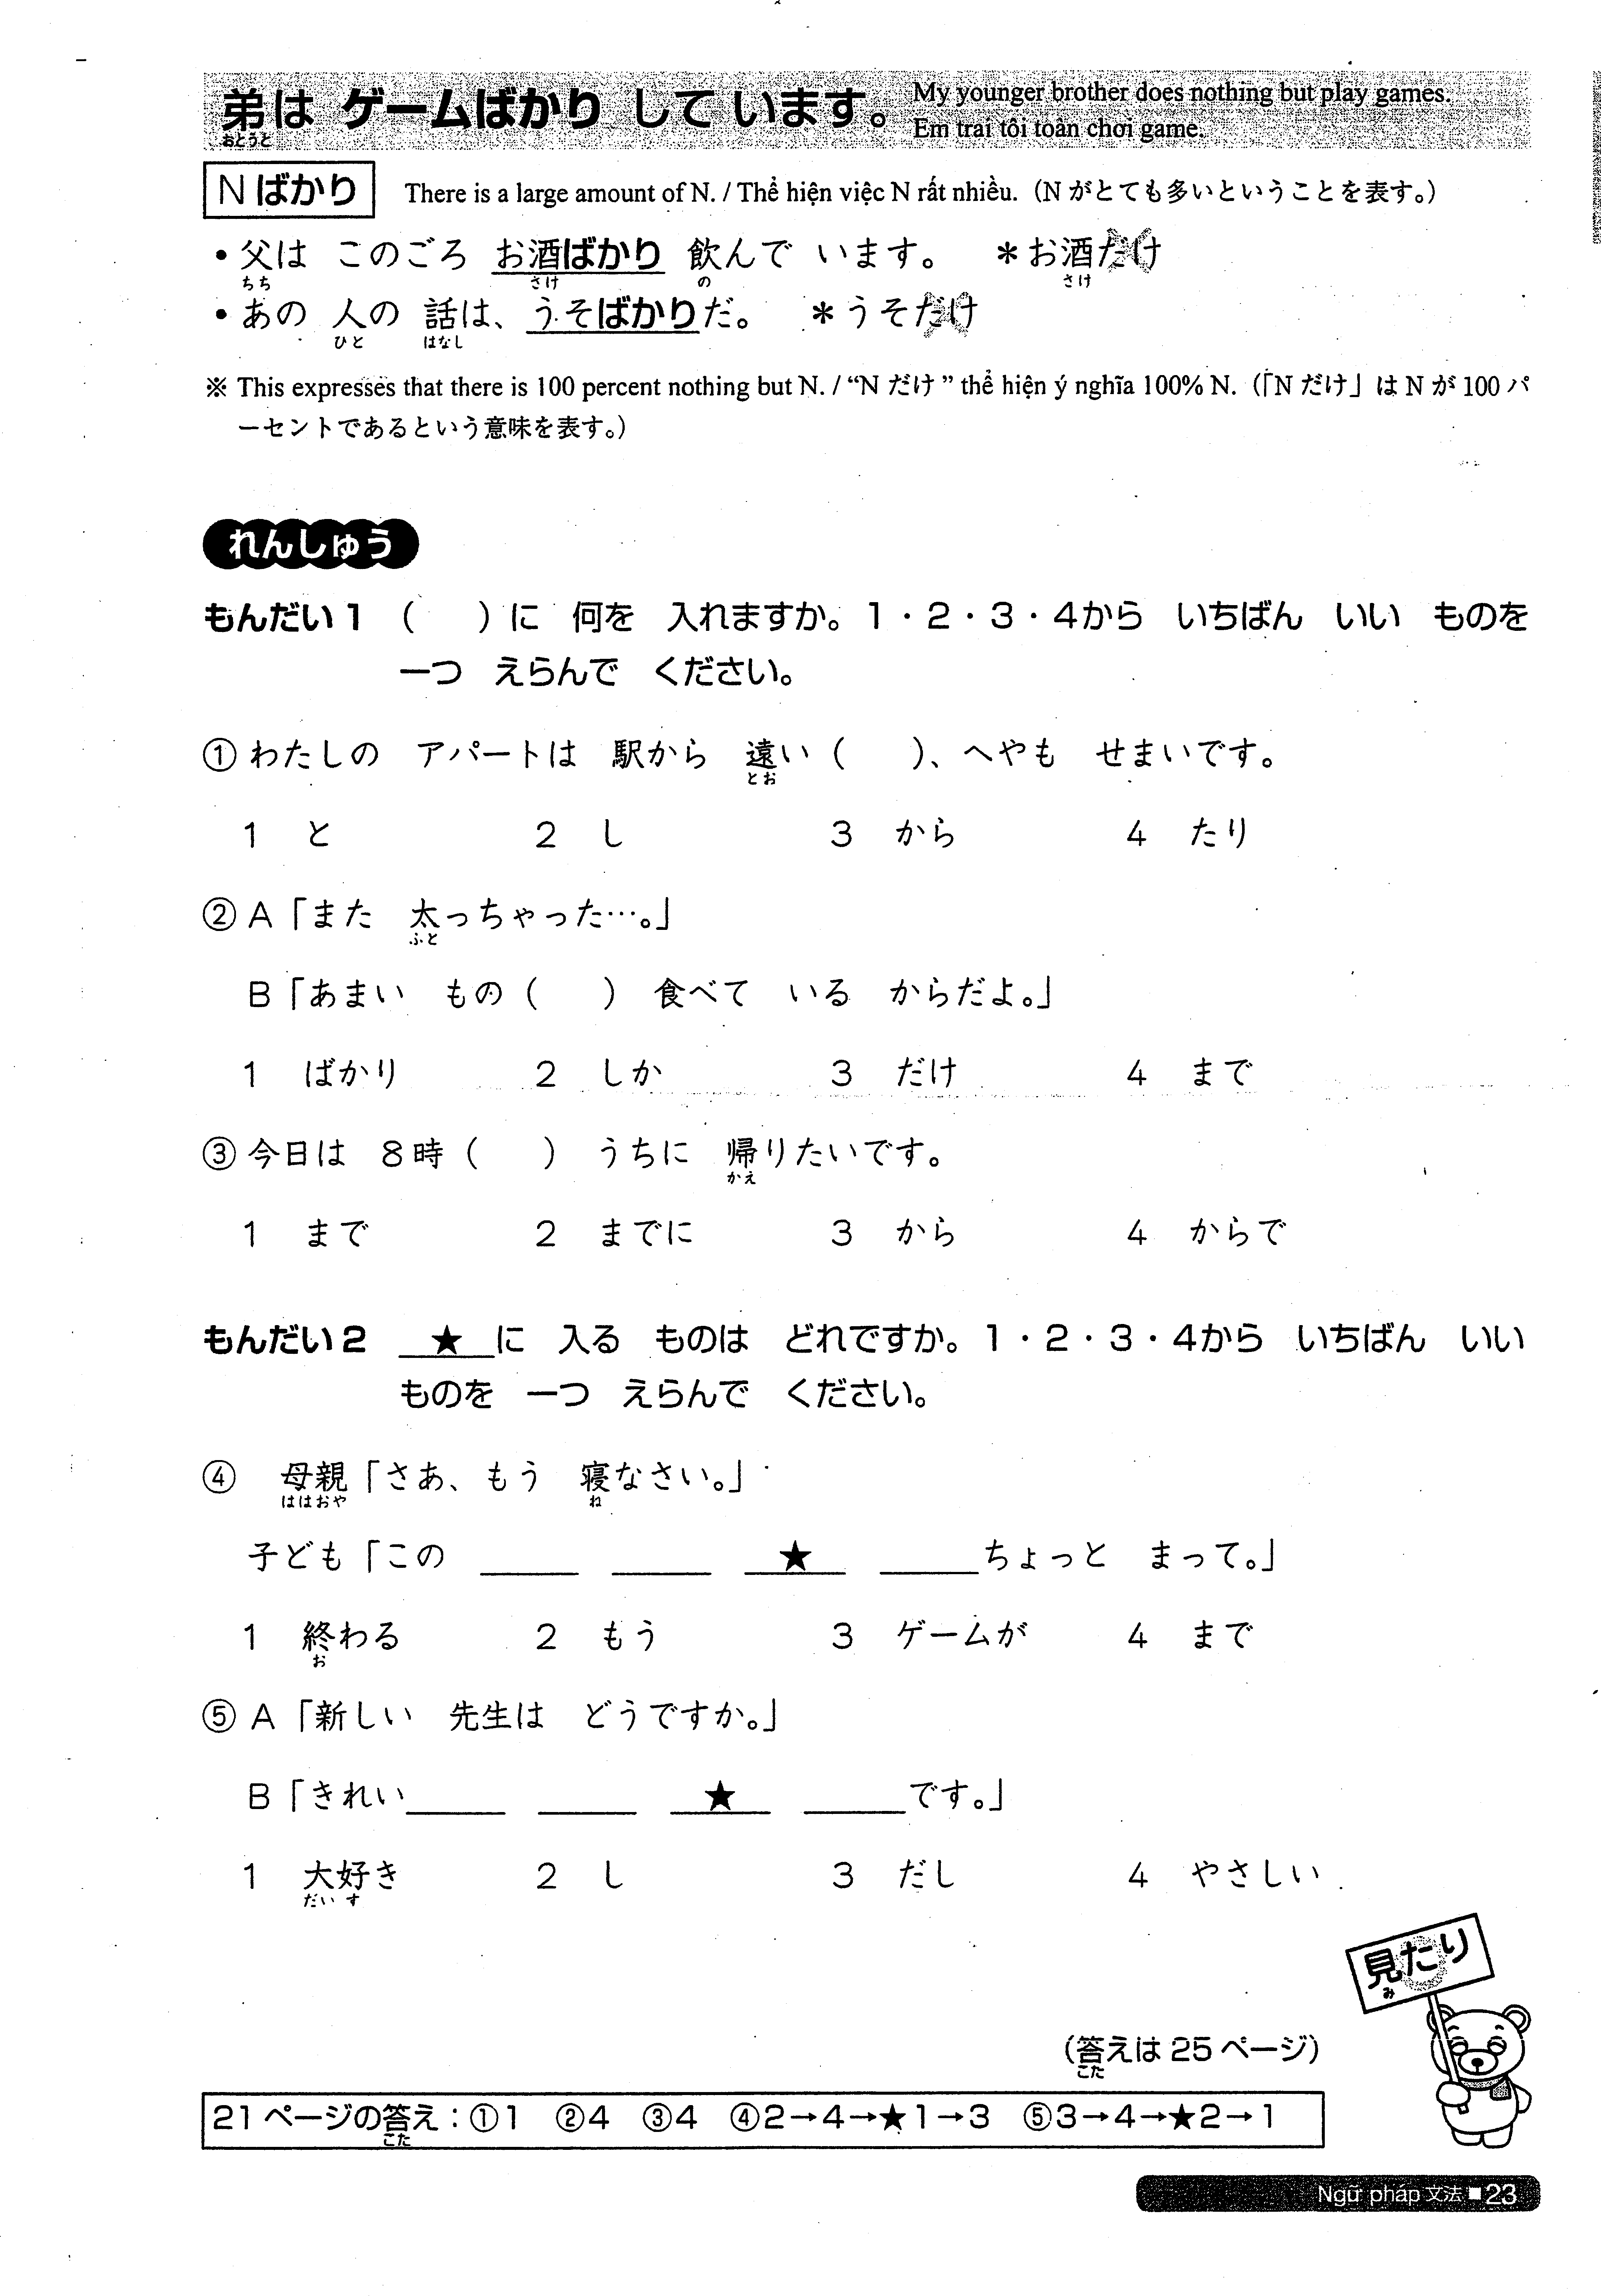 弟は ゲームばかり して います。 My younger brother does nothing but play games.
おとうと Em trai tôi toàn chơi game.
Nばかり There is a large amount of N. / Thể hiện việc N rất nhiều.（N がとても多いということを表す。）
・父は このごろ お酒ばかり 飲んで います。 ＊お酒だけ
ちち さけ の さけ
・あの 人の 話は、うそばかりだ。 ＊うそだけ
ひと はなし
※ This expresses that there is 100 percent nothing but N. / “N だけ ” thể hiện ý nghĩa 100% N.（「N だけ」は N が 100 パ
ーセントであるという意味を表す。）
れんしゅう
もんだい1 （ ）に 何を 入れますか。1・2・3・4から いちばん いい ものを
一つ えらんで ください。
①わたしの アパートは 駅から 遠い（ ）、へやも せまいです。
とお
1 と 2 し 3 から 4 たり
②A「また 太っちゃった…。」
ふと
B「あまい もの（ ） 食べて いる からだよ。」
1 ばかり 2 しか 3 だけ 4 まで
③今日は 8時（ ） うちに 帰りたいです。
かえ
1 まで 2 までに 3 から 4 からで
もんだい2 ★に 入る ものは どれですか。1・2・3・4から いちばん いい
ものを 一つ えらんで ください。
④ 母親「さあ、もう 寝なさい。」
ははおや ね
子ども「この ＿＿＿ ＿＿＿ ★ ＿＿＿ちょっと まって。」
1 終わる 2 もう 3 ゲームが 4 まで
お
⑤A「新しい 先生は どうですか。」
B「きれい＿＿＿ ＿＿＿ ★ ＿＿＿です。」
1 大好き 2 し 3 だし 4 やさしい
だい す
見たり
み
（答えは 25 ページ）
こた
21 ページの答え：①1 ②4 ③4 ④2→4→★1→3 ⑤3→4→★2→1
こた
Ngữ pháp 文法 ■ 23